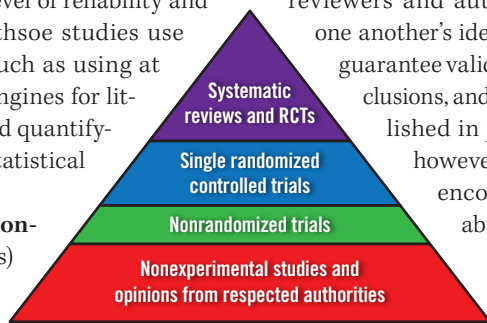 evel of reliability and
thsoe studies use
uch as using at
ngines for lit-
d quantify-
tatistical
on-
s)
Systematic
reviews and RCTs
Single randomized
controlled trials
Nonrandomized trials
Nonexperimental studies and
opinions from respected authorities
reviewers and aut
one another's ide
guarantee valid
clusions, and
lished in
howeve
enco
ab